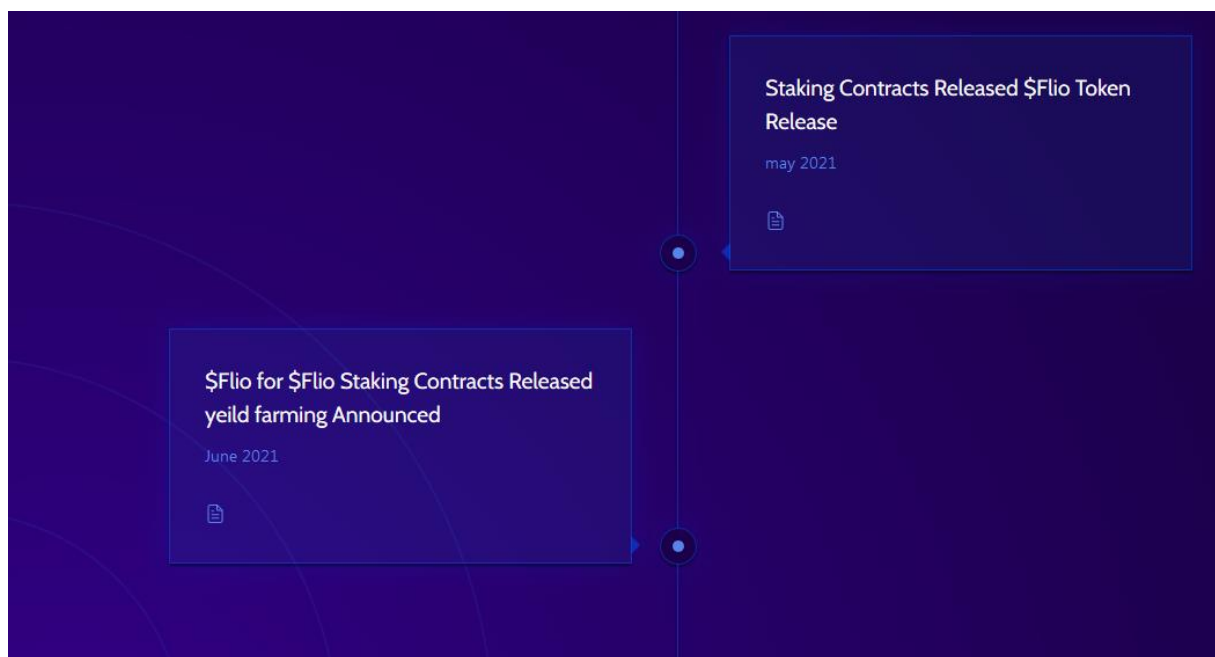 Staking Contracts Released $Flio Token
Release
may 2021
$Flio for $Flio Staking Contracts Released
yeild farming Announced
June 2021